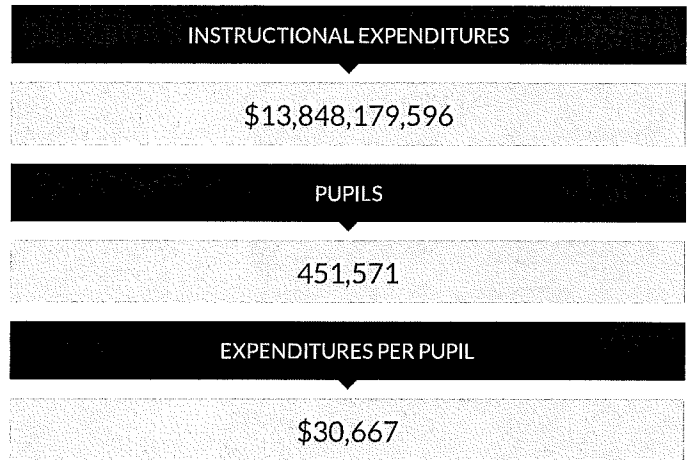 INSTRUCTIONAL EXPENDITURES
$13,848,179,596
PUPILS
451,571
EXPENDITURES PER PUPIL
$30,667